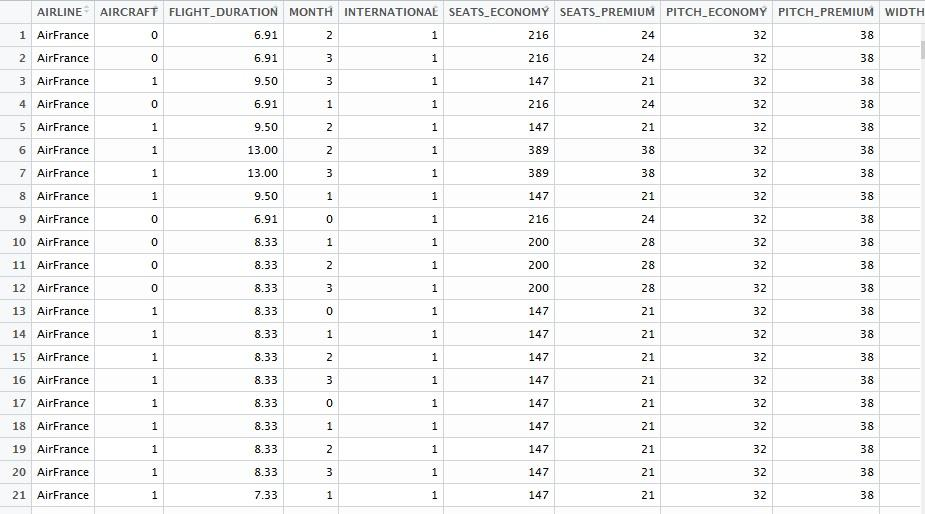 AIRLINE AIRCRAFT FLIGHT_DURATION MONTH INTERNATIONAL SEATS_ECONOMY SEATS_PREMIUM PITCH_ECONOMY PITCH_PREMIUM WIDTH
1 AirFrance 0 6.91 2 1 216 24 32 38
2 AirFrance 0 6.91 3 1 216 24 32 38
3 AirFrance 1 9.50 3 1 147 21 32 38
4 AirFrance 0 6.91 1 1 216 24 32 38
5 AirFrance 1 9.50 2 1 147 21 32 38
6 AirFrance 1 13.00 2 1 389 38 32 38
7 AirFrance 1 13.00 3 1 389 38 32 38
8 AirFrance 1 9.50 1 1 147 21 32 38
9 AirFrance 0 6.91 0 1 216 24 32 38
10 AirFrance 0 8.33 1 1 200 28 32 38
11 AirFrance 0 8.33 2 1 200 28 32 38
12 AirFrance 0 8.33 3 1 200 28 32 38
13 AirFrance 1 8.33 0 1 147 21 32 38
14 AirFrance 1 8.33 1 1 147 21 32 38
15 AirFrance 1 8.33 2 1 147 21 32 38
16 AirFrance 1 8.33 3 1 147 21 32 38
17 AirFrance 1 8.33 0 1 147 21 32 38
18 AirFrance 1 8.33 1 1 147 21 32 38
19 AirFrance 1 8.33 2 1 147 21 32 38
20 AirFrance 1 8.33 3 1 147 21 32 38
21 AirFrance 1 7.33 1 1 147 21 32 38